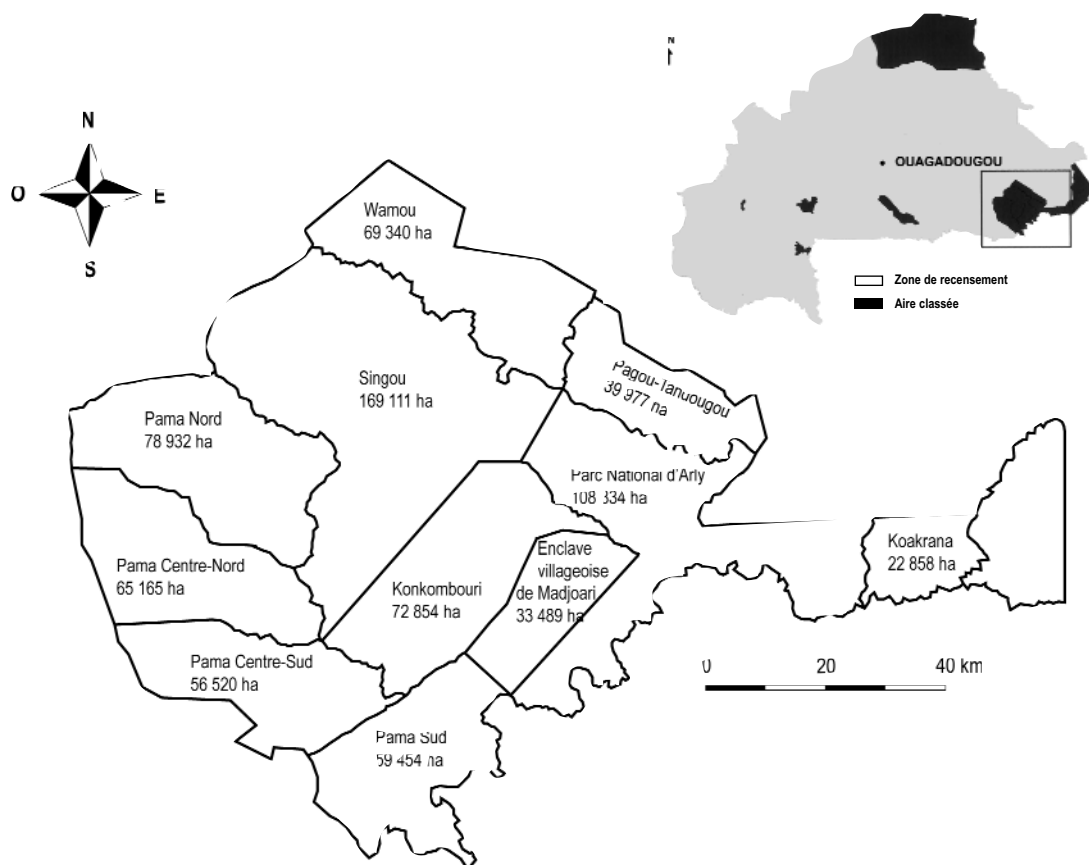 N
N
O
E
S
OUAGADOUGOU
Zone de recensement
Aire classée
Wamou
69 340 ha
Singou
169 111 ha
Pagou-Tanuougou
39 977 ha
Pama Nord
78 932 ha
Parc National d'Arly
108 334 ha
Koakrana
22 858 ha
Enclave
villageoise
de Madjoari
33 489 ha
Pama Centre-Nord
65 165 ha
Konkombouri
72 854 ha
Pama Centre-Sud
56 520 ha
0 20 40 km
Pama Sud
59 454 ha